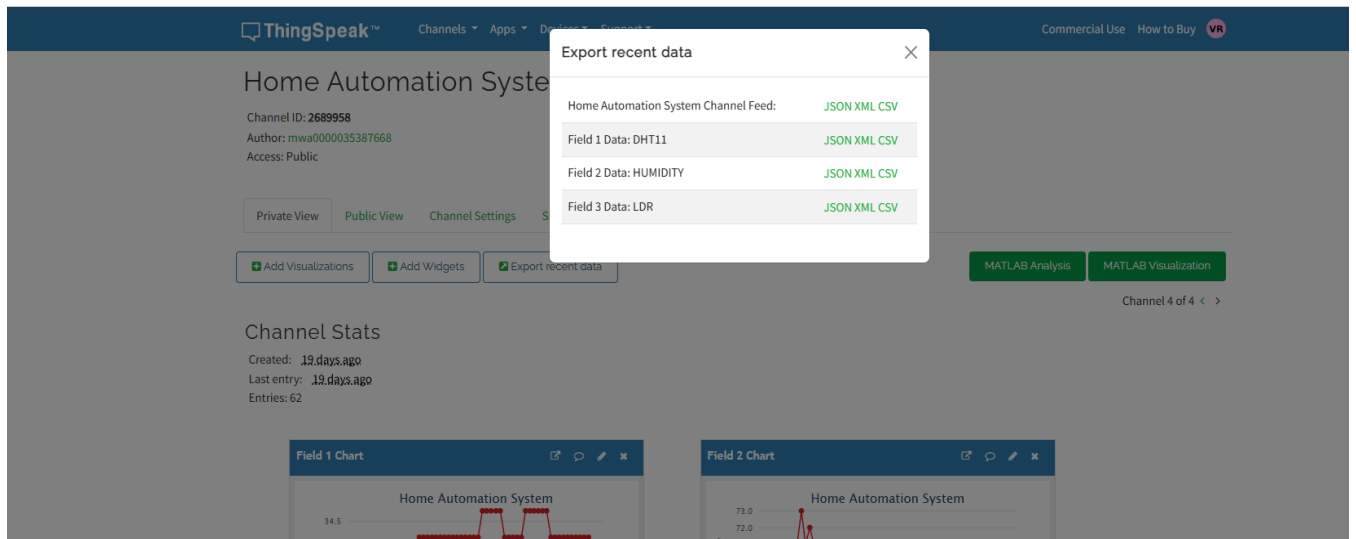 ThingSpeak™ Channels Apps Devices Support Commercial Use How to Buy VR
Export recent data
Home Automation System Channel Feed: JSON XML CSV
Field 1 Data: DHT11 JSON XML CSV
Field 2 Data: HUMIDITY JSON XML CSV
Field 3 Data: LDR JSON XML CSV
Home Automation Syste
Channel ID: 2689958
Author: mwa0000035387668
Access: Public
Private View Public View Channel Settings S
Add Visualizations Add Widgets Export recent data MATLAB Analysis MATLAB Visualization
Channel 4 of 4 < >
Channel Stats
Created: 19 days ago
Last entry: 19 days ago
Entries: 62
Field 1 Chart
Home Automation System
34.5
Field 2 Chart
Home Automation System
73.0
72.0